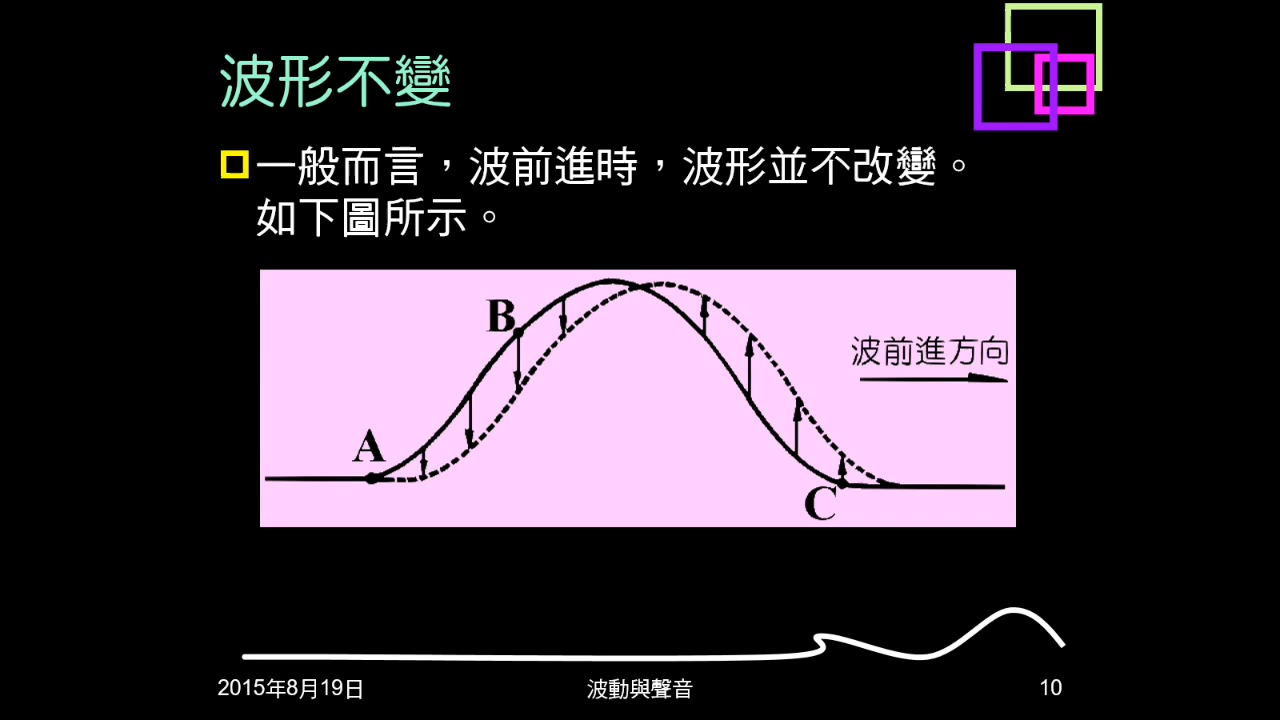 波形不變
一般而言，波前進時，波形並不改變。
如下圖所示。
B
波前進方向
A
C
2015年8月19日
波動與聲音
10